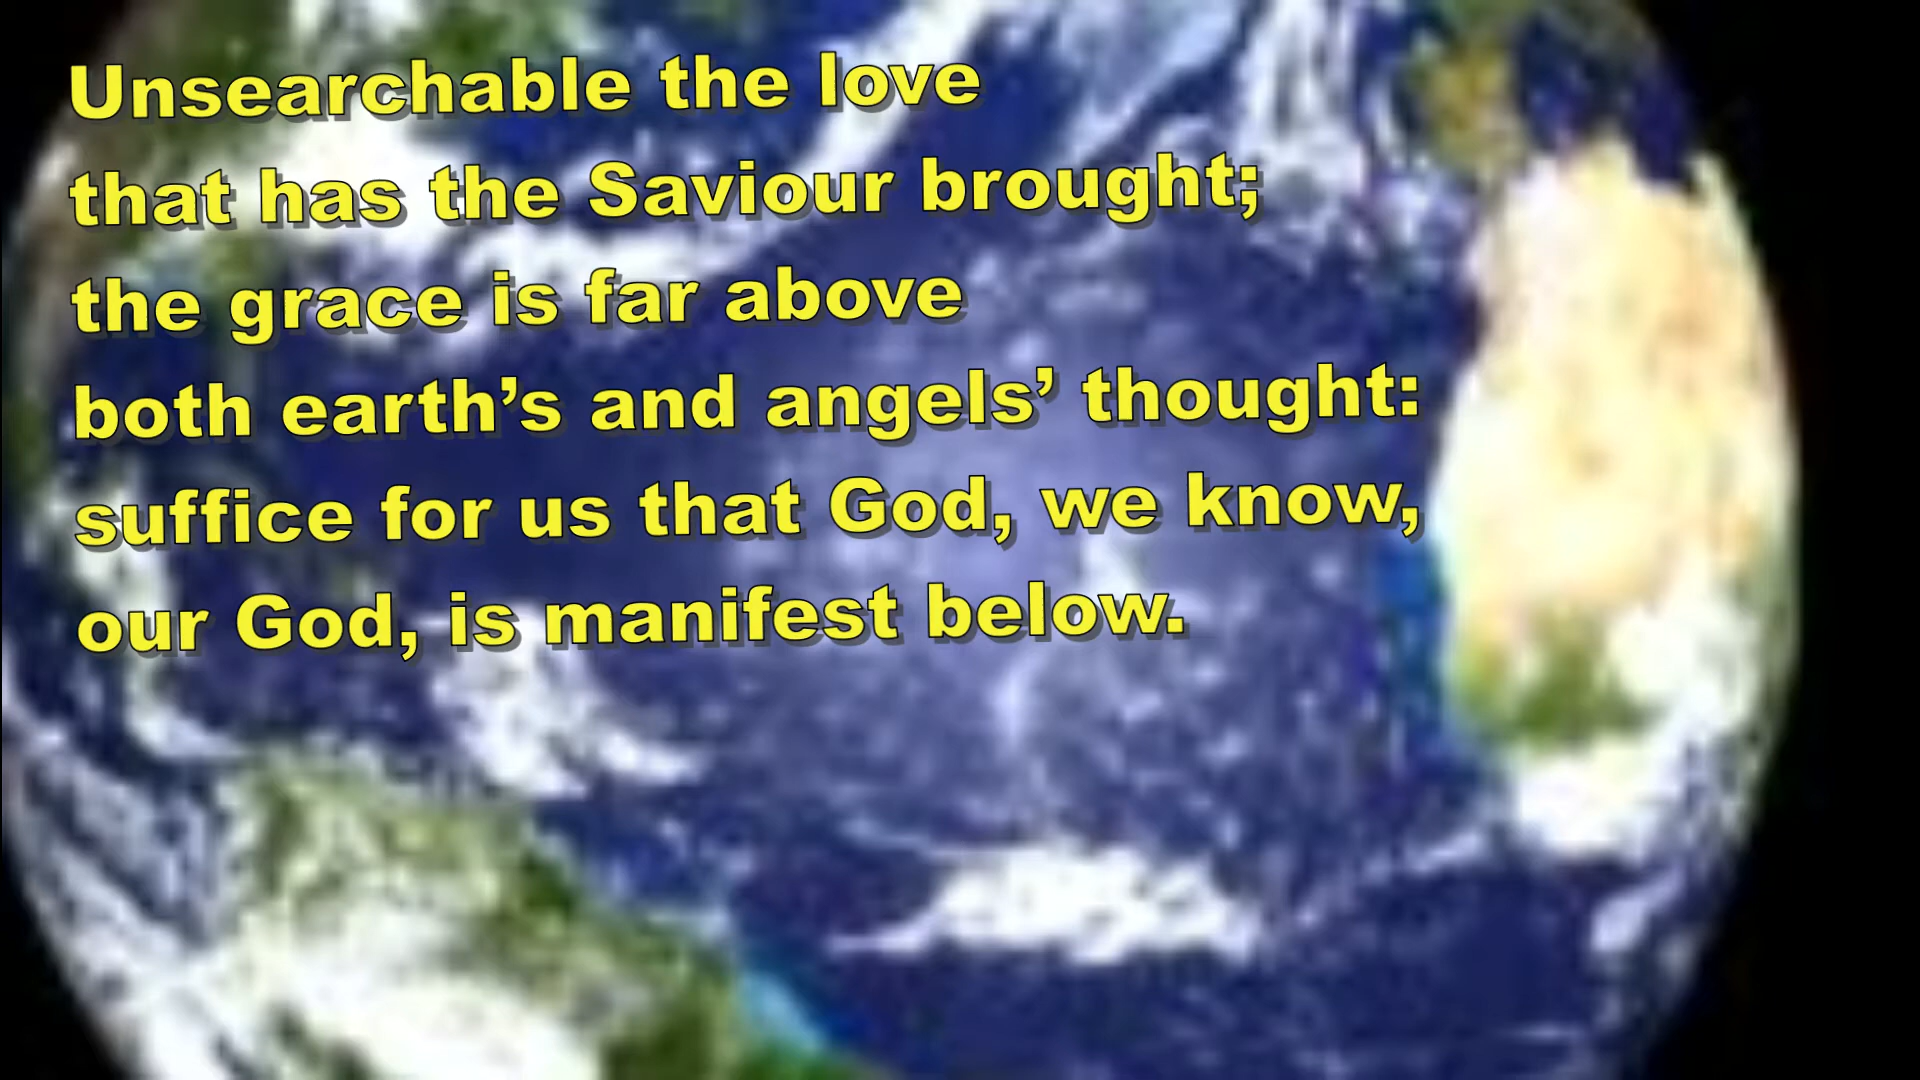 Unsearchable the love
that has the Saviour brought;
the grace is far above
both earth’s and angels’ thought:
suffice for us that God, we know,
our God, is manifest below.